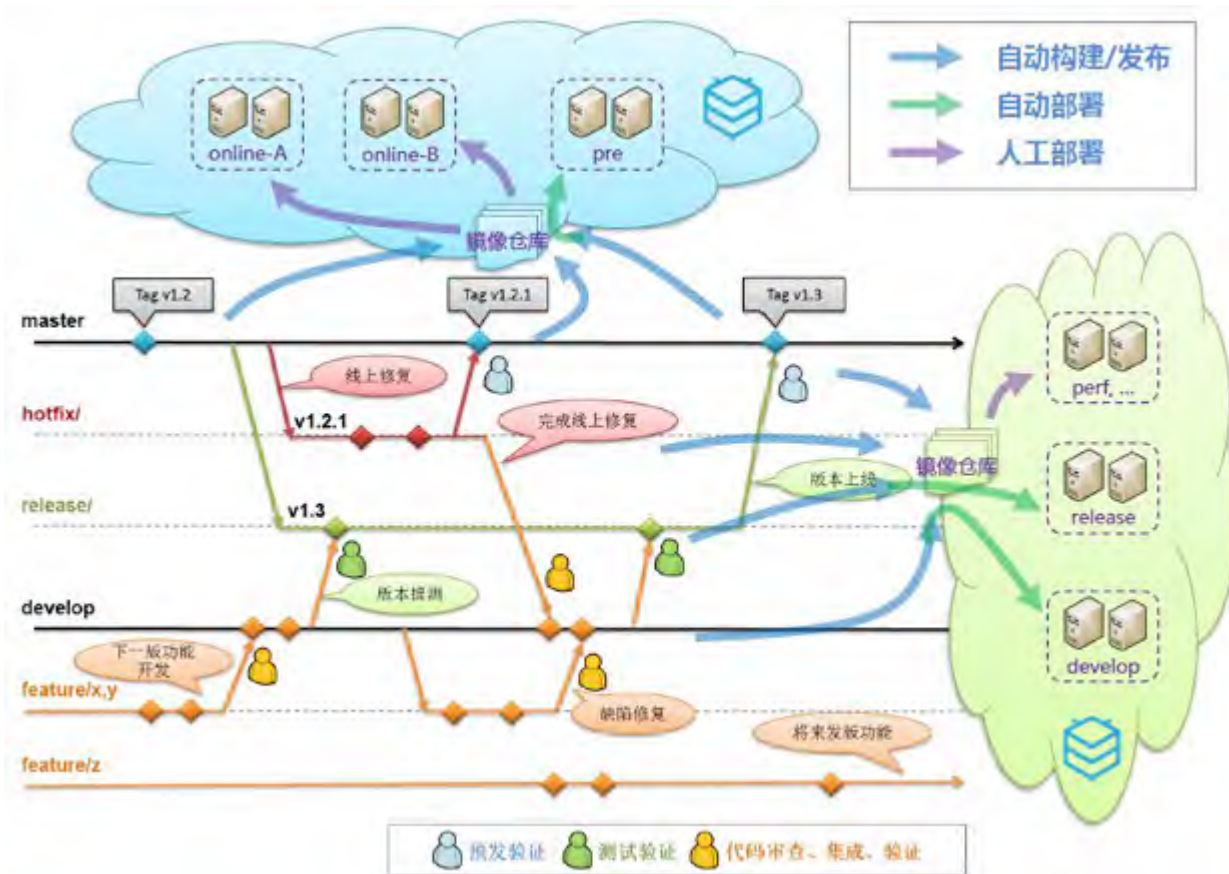 自动构建/发布
自动部署
人工部署
online-A
online-B
pre
镜像仓库
Tag v1.2
Tag v1.2.1
Tag v1.3
master
线上修复
perf, ...
hotfix/
v1.2.1
完成线上修复
镜像仓库
版本上线
release/
v1.3
release
版本提测
develop
下一版功能
开发
develop
feature/x,y
缺陷修复
将来发版功能
feature/z
预发验证
测试验证
代码审查、集成、验证